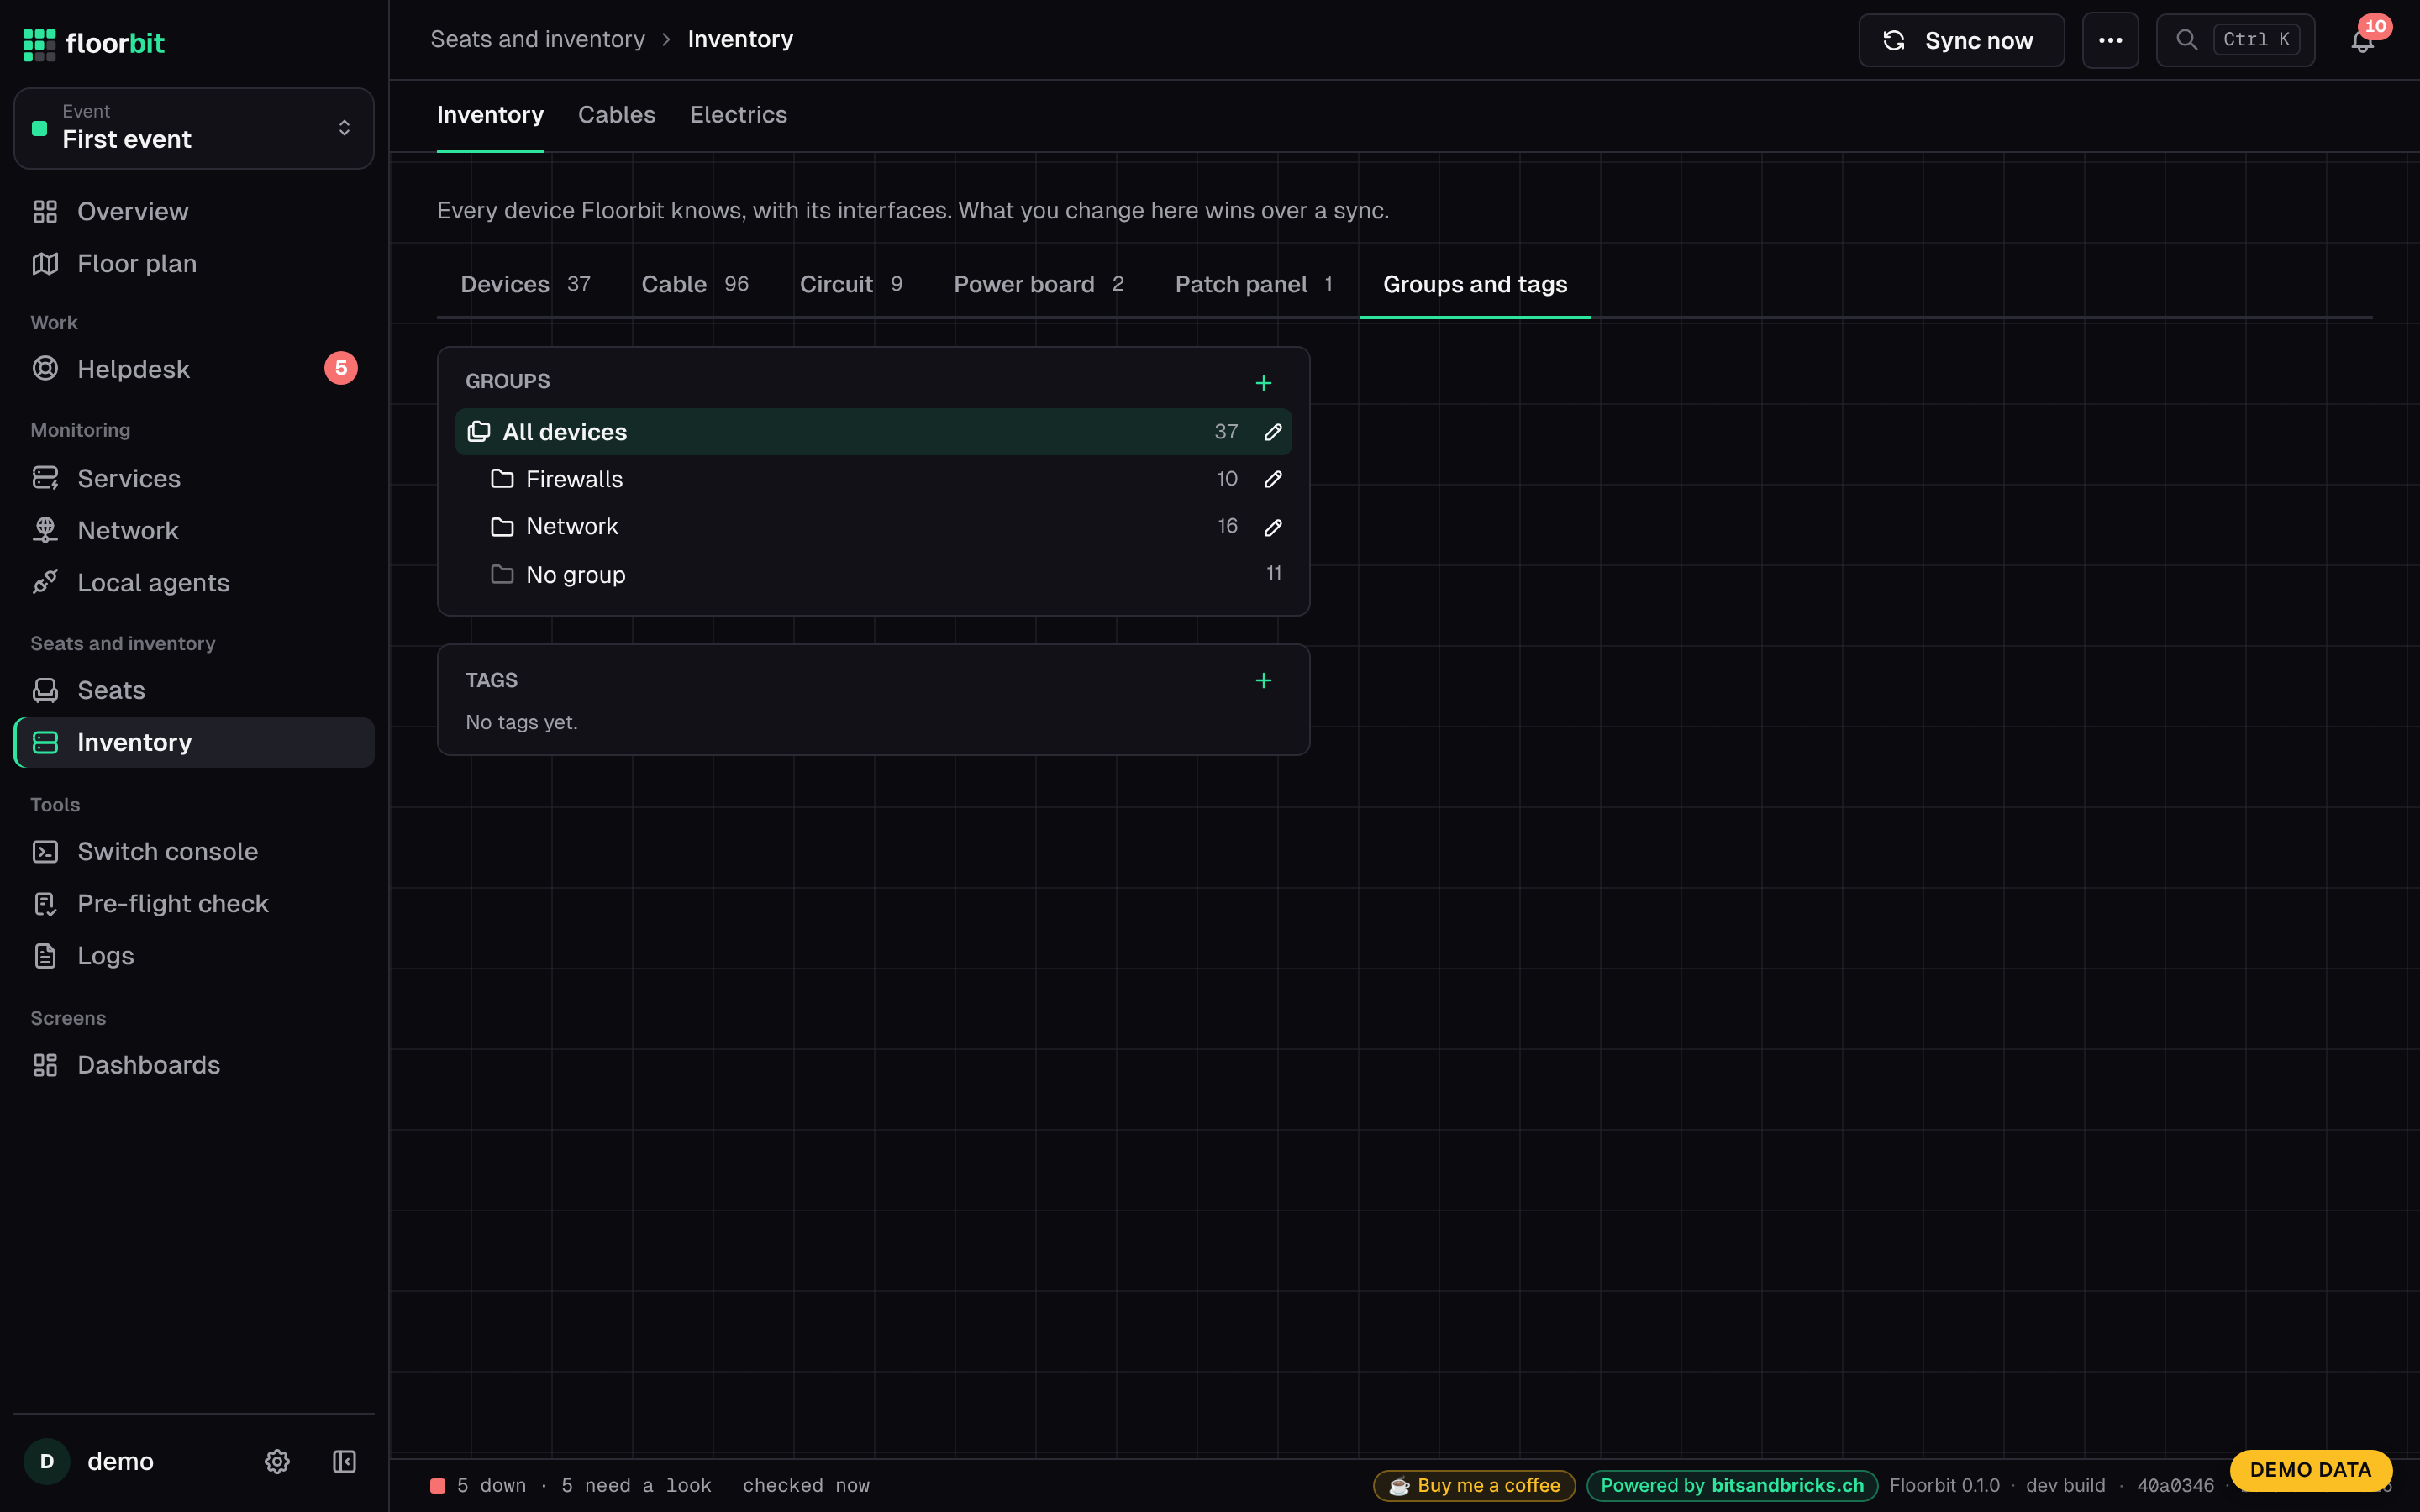 floorbit
Event
First event
Overview
Floor plan
Work
Helpdesk 5
Monitoring
Services
Network
Local agents
Seats and inventory
Seats
Inventory
Tools
Switch console
Pre-flight check
Logs
Screens
Dashboards
D demo
Seats and inventory Inventory
Sync now Ctrl K 10
Inventory Cables Electrics
Every device Floorbit knows, with its interfaces. What you change here wins over a sync.
Devices 37 Cable 96 Circuit 9 Power board 2 Patch panel 1 Groups and tags
GROUPS
All devices 37
Firewalls 10
Network 16
No group 11
TAGS
No tags yet.
5 down · 5 need a look checked now
Buy me a coffee Powered by bitsandbricks.ch Floorbit 0.1.0 · dev build · 40a0346 ·
DEMO DATA